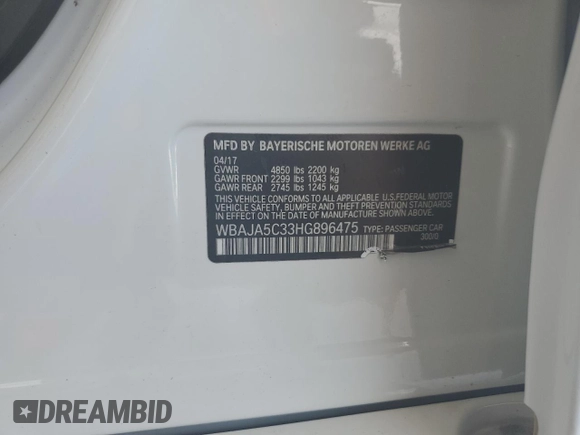 MFD BY BAYERISCHE MOTOREN WERKE AG
04/17
GVWR 4850 lbs 2200 kg
GAWR FRONT 2299 lbs 1043 kg
GAWR REAR 2745 lbs 1245 kg
THIS VEHICLE CONFORMS TO ALL APPLICABLE U.S.FEDERAL MOTOR
VEHICLE SAFETY, BUMPER, AND THEFT PREVENTION STANDARDS
IN EFFECT ON THE DATE OF MANUFACTURE SHOWN ABOVE.
WBAJA5C33HG896475 TYPE: PASSENGER CAR
300/0
DREAMBID